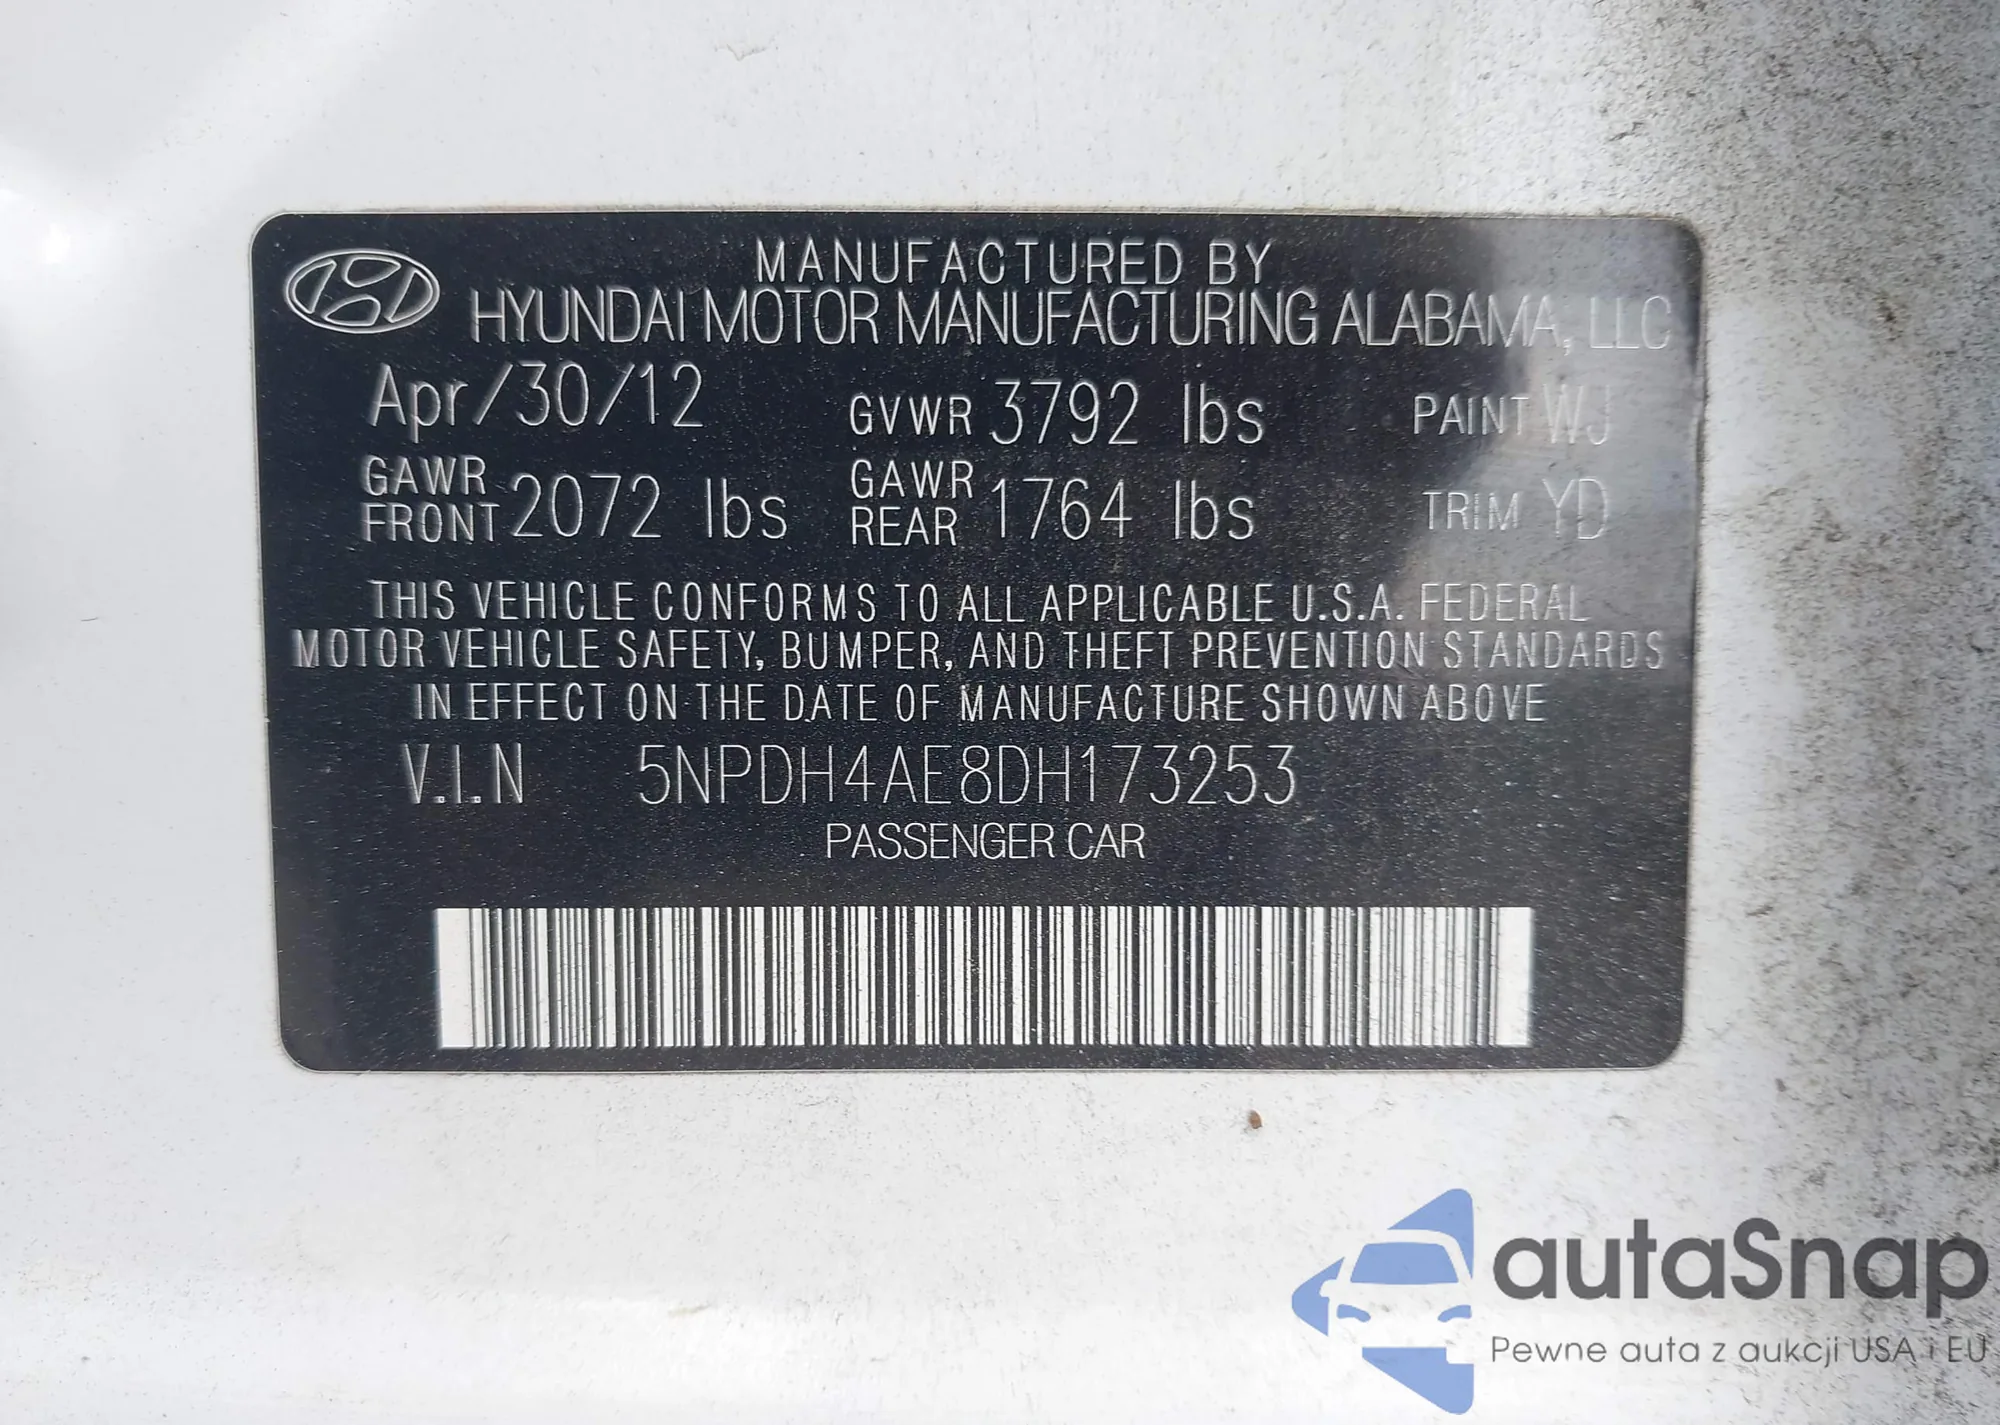 MANUFACTURED BY
HYUNDAI MOTOR MANUFACTURING ALABAMA, LLC
Apr/30/12 GVWR 3792 lbs PAINT WJ
GAWR FRONT 2072 lbs GAWR REAR 1764 lbs TRIM YD
THIS VEHICLE CONFORMS TO ALL APPLICABLE U.S.A. FEDERAL
MOTOR VEHICLE SAFETY, BUMPER, AND THEFT PREVENTION STANDARDS
IN EFFECT ON THE DATE OF MANUFACTURE SHOWN ABOVE
V.I.N 5NPDH4AE8DH173253
PASSENGER CAR
autaSnap
Pewne auta z aukcji USA i EU